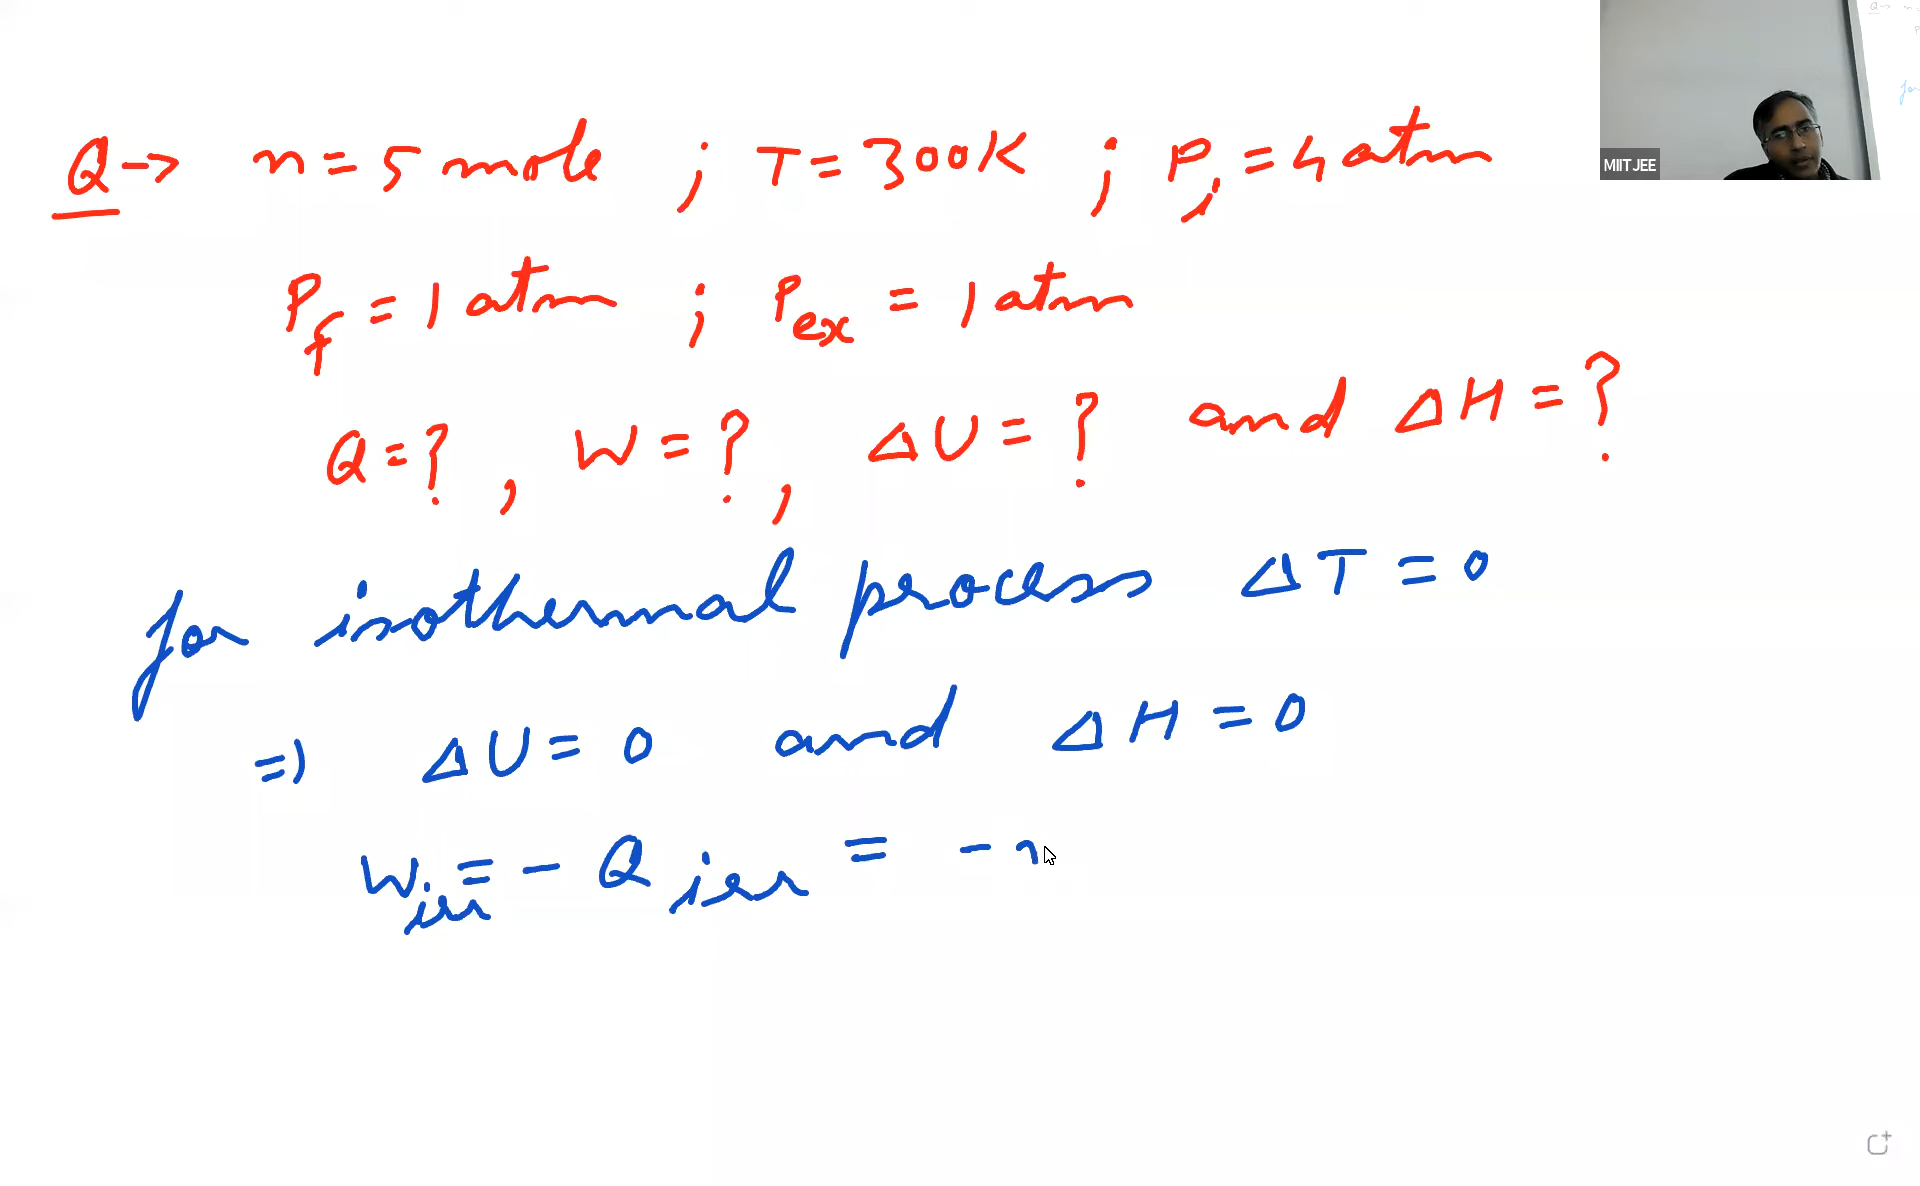 Q → n = 5 mole ; T = 300K ; P_i = 4 atm
P_f = 1 atm ; P_ex = 1 atm
Q = ? , W = ? , ΔU = ? and ΔH = ?
for isothermal process ΔT = 0
⇒ ΔU = 0 and ΔH = 0
W_irr = - Q_irr = - n
MIIT JEE